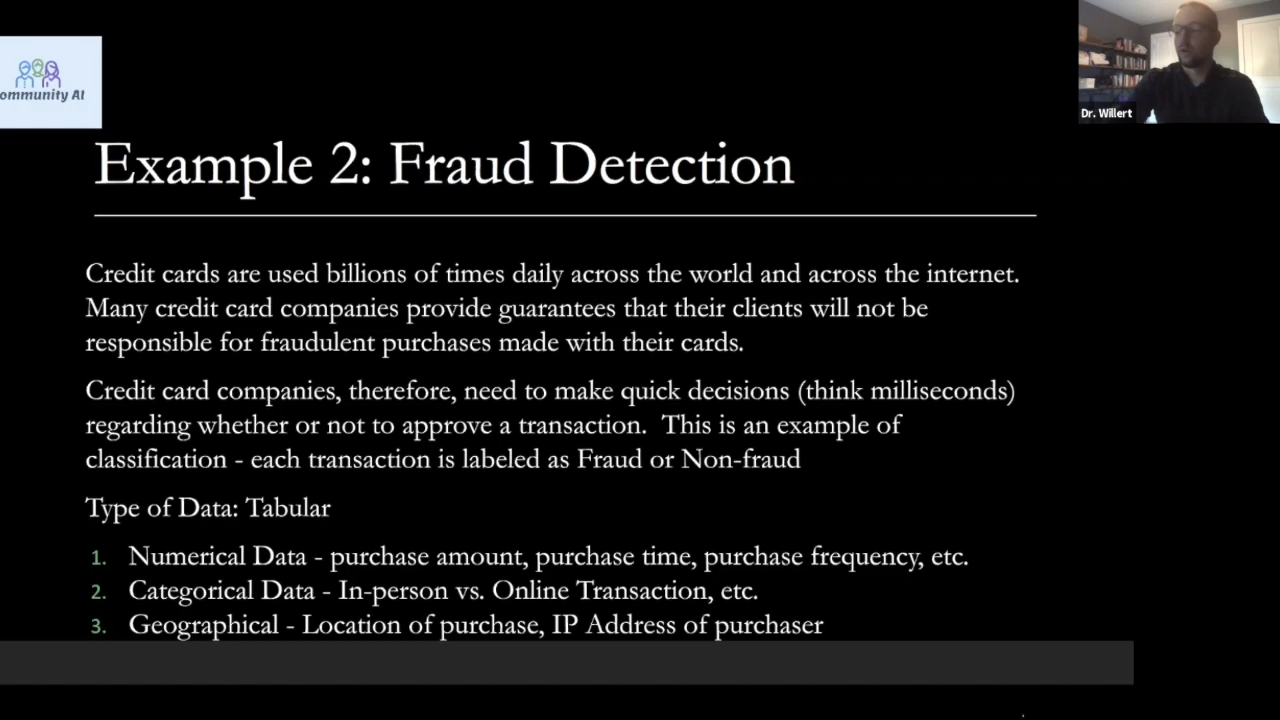 ommunity AI
Dr. Willert
Example 2: Fraud Detection
Credit cards are used billions of times daily across the world and across the internet.
Many credit card companies provide guarantees that their clients will not be
responsible for fraudulent purchases made with their cards.
Credit card companies, therefore, need to make quick decisions (think milliseconds)
regarding whether or not to approve a transaction.  This is an example of
classification - each transaction is labeled as Fraud or Non-fraud
Type of Data: Tabular
1. Numerical Data - purchase amount, purchase time, purchase frequency, etc.
2. Categorical Data - In-person vs. Online Transaction, etc.
3. Geographical - Location of purchase, IP Address of purchaser